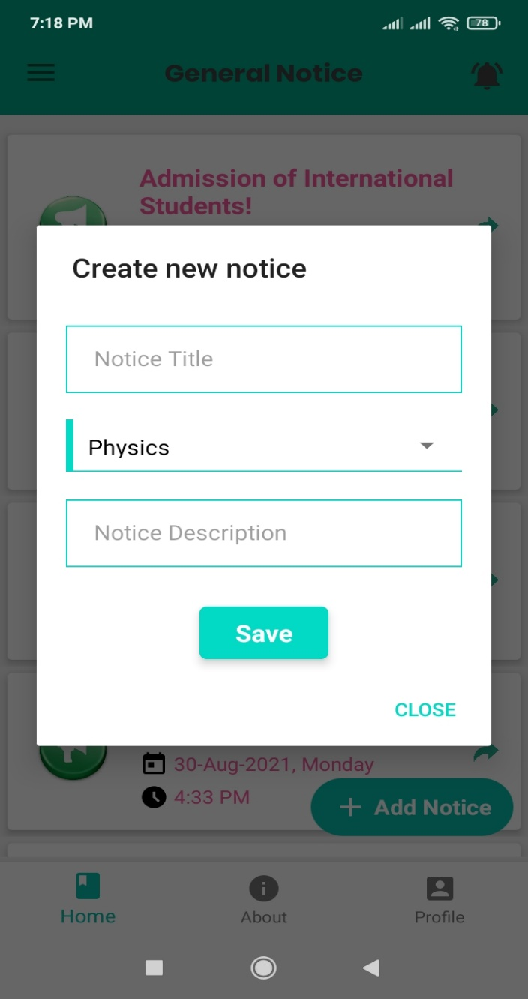 7:18 PM
78
General Notice
Admission of International
Students!
Create new notice
Notice Title
Physics
Notice Description
Save
CLOSE
30-Aug-2021, Monday
4:33 PM
Add Notice
Home
About
Profile